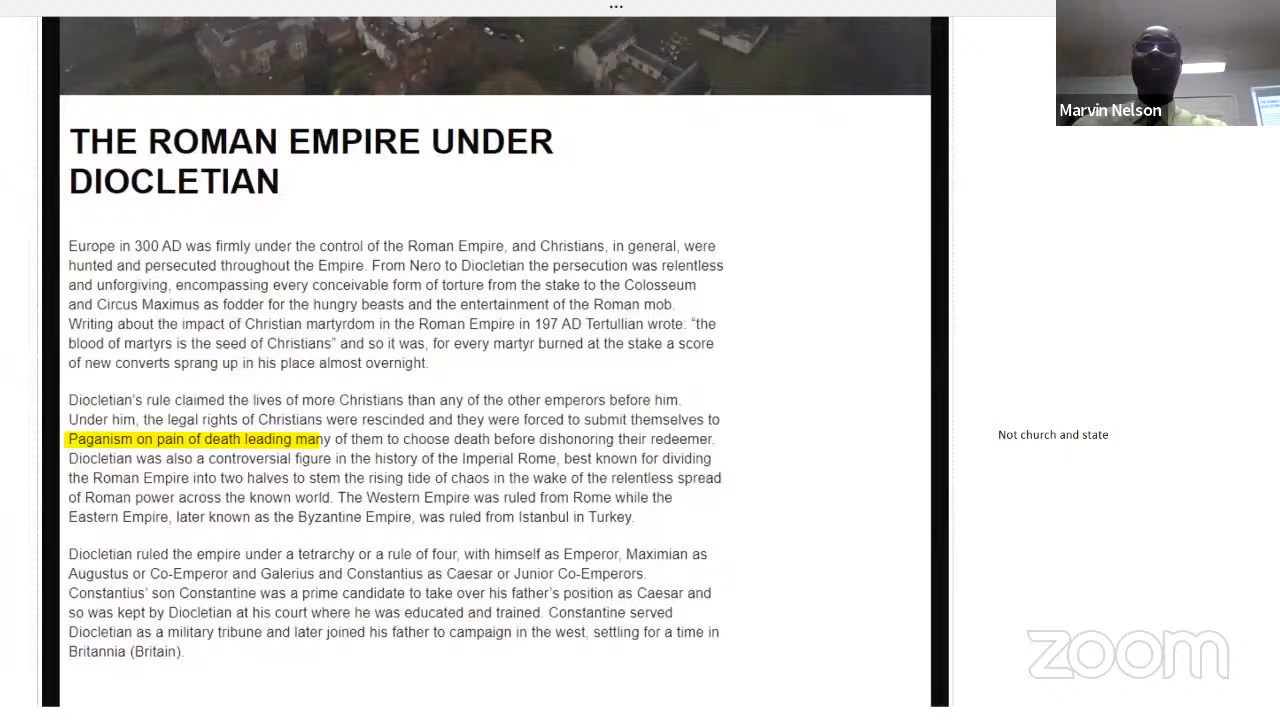 Marvin Nelson
THE ROMAN EMPIRE UNDER
DIOCLETIAN
Europe in 300 AD was firmly under the control of the Roman Empire, and Christians, in general, were
hunted and persecuted throughout the Empire. From Nero to Diocletian the persecution was relentless
and unforgiving, encompassing every conceivable form of torture from the stake to the Colosseum
and Circus Maximus as fodder for the hungry beasts and the entertainment of the Roman mob.
Writing about the impact of Christian martyrdom in the Roman Empire in 197 AD Tertullian wrote: “the
blood of martyrs is the seed of Christians” and so it was, for every martyr burned at the stake a score
of new converts sprang up in his place almost overnight.
Diocletian’s rule claimed the lives of more Christians than any of the other emperors before him.
Under him, the legal rights of Christians were rescinded and they were forced to submit themselves to
Paganism on pain of death leading many of them to choose death before dishonoring their redeemer.
Diocletian was also a controversial figure in the history of the Imperial Rome, best known for dividing
the Roman Empire into two halves to stem the rising tide of chaos in the wake of the relentless spread
of Roman power across the known world. The Western Empire was ruled from Rome while the
Eastern Empire, later known as the Byzantine Empire, was ruled from Istanbul in Turkey.
Diocletian ruled the empire under a tetrarchy or a rule of four, with himself as Emperor, Maximian as
Augustus or Co-Emperor and Galerius and Constantius as Caesar or Junior Co-Emperors.
Constantius’ son Constantine was a prime candidate to take over his father’s position as Caesar and
so was kept by Diocletian at his court where he was educated and trained. Constantine served
Diocletian as a military tribune and later joined his father to campaign in the west, settling for a time in
Britannia (Britain).
Not church and state
zoom